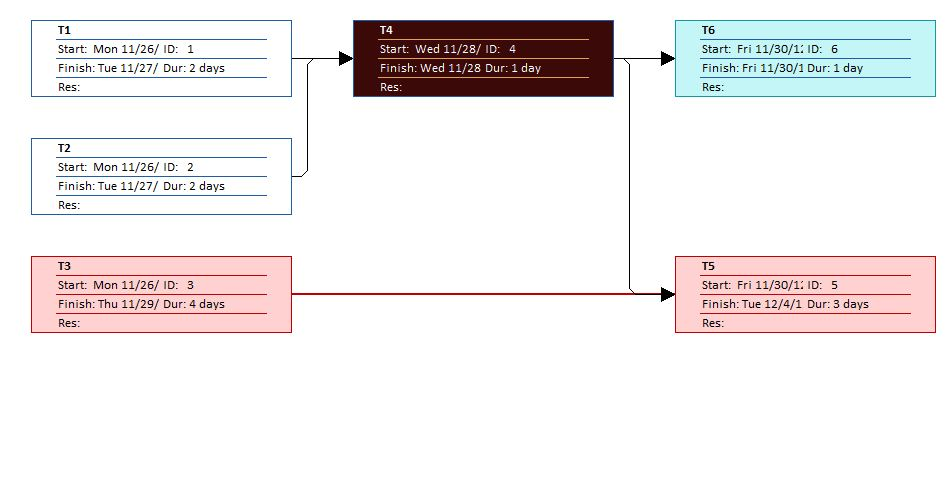 T1
Start: Mon 11/26/ ID: 1
Finish: Tue 11/27/ Dur: 2 days
Res:
T4
Start: Wed 11/28/ ID: 4
Finish: Wed 11/28 Dur: 1 day
Res:
T6
Start: Fri 11/30/12 ID: 6
Finish: Fri 11/30/1 Dur: 1 day
Res:
T2
Start: Mon 11/26/ ID: 2
Finish: Tue 11/27/ Dur: 2 days
Res:
T3
Start: Mon 11/26/ ID: 3
Finish: Thu 11/29/ Dur: 4 days
Res:
T5
Start: Fri 11/30/12 ID: 5
Finish: Tue 12/4/1 Dur: 3 days
Res: